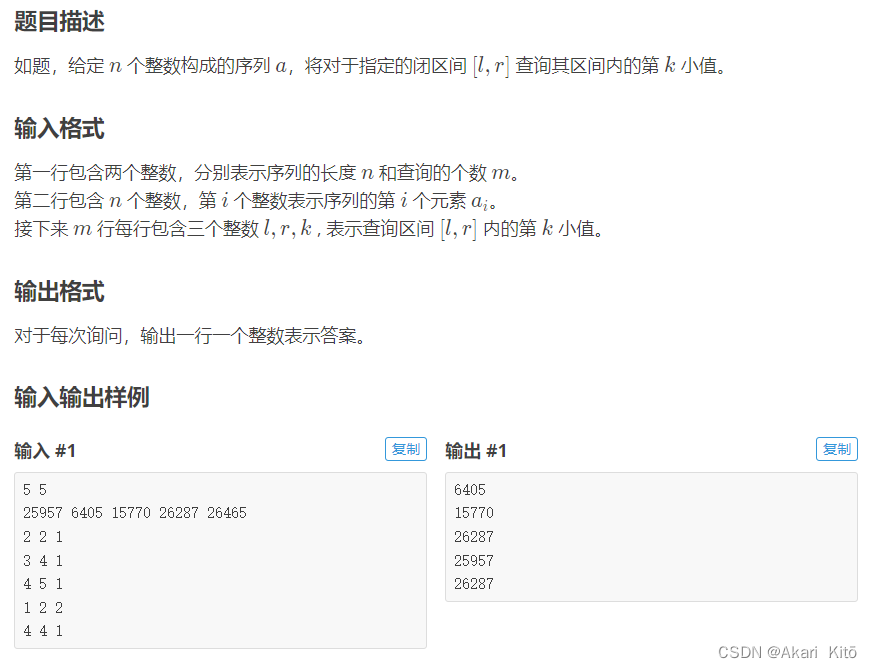 题目描述
如题，给定 n 个整数构成的序列 a，将对于指定的闭区间 [l, r] 查询其区间内的第 k 小值。
输入格式
第一行包含两个整数，分别表示序列的长度 n 和查询的个数 m。
第二行包含 n 个整数，第 i 个整数表示序列的第 i 个元素 a_i。
接下来 m 行每行包含三个整数 l, r, k , 表示查询区间 [l, r] 内的第 k 小值。
输出格式
对于每次询问，输出一行一个整数表示答案。
输入输出样例
输入 #1
复制
5 5
25957 6405 15770 26287 26465
2 2 1
3 4 1
4 5 1
1 2 2
4 4 1
输出 #1
复制
6405
15770
26287
25957
26287
CSDN @Akari_Kitō